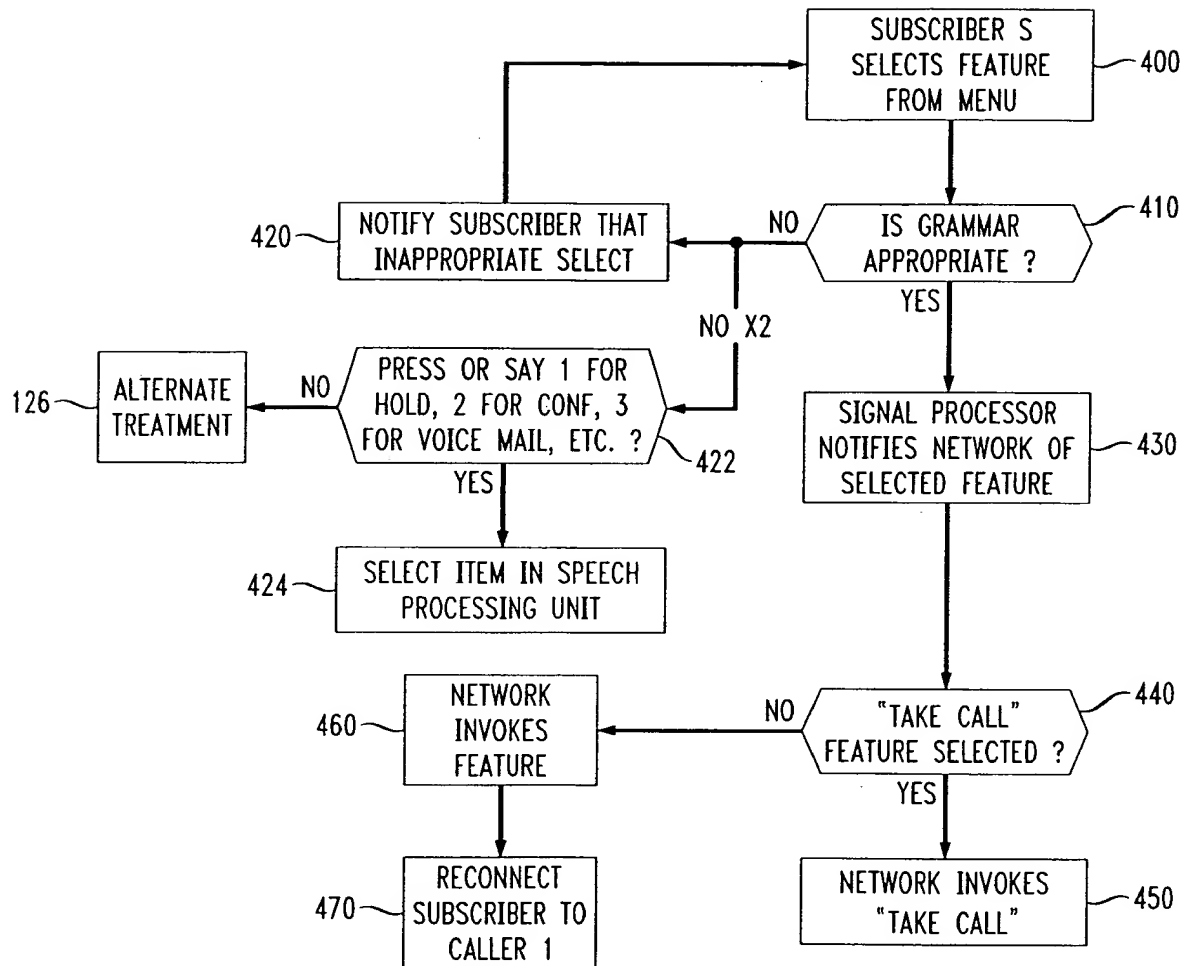 SUBSCRIBER S
SELECTS FEATURE
FROM MENU
400
420
NOTIFY SUBSCRIBER THAT
INAPPROPRIATE SELECT
NO
IS GRAMMAR
APPROPRIATE ?
410
YES
NO X2
126
ALTERNATE
TREATMENT
NO
PRESS OR SAY 1 FOR
HOLD, 2 FOR CONF, 3
FOR VOICE MAIL, ETC. ?
422
YES
SIGNAL PROCESSOR
NOTIFIES NETWORK OF
SELECTED FEATURE
430
424
SELECT ITEM IN SPEECH
PROCESSING UNIT
460
NETWORK
INVOKES
FEATURE
NO
"TAKE CALL"
FEATURE SELECTED ?
440
YES
470
RECONNECT
SUBSCRIBER TO
CALLER 1
NETWORK INVOKES
"TAKE CALL"
450